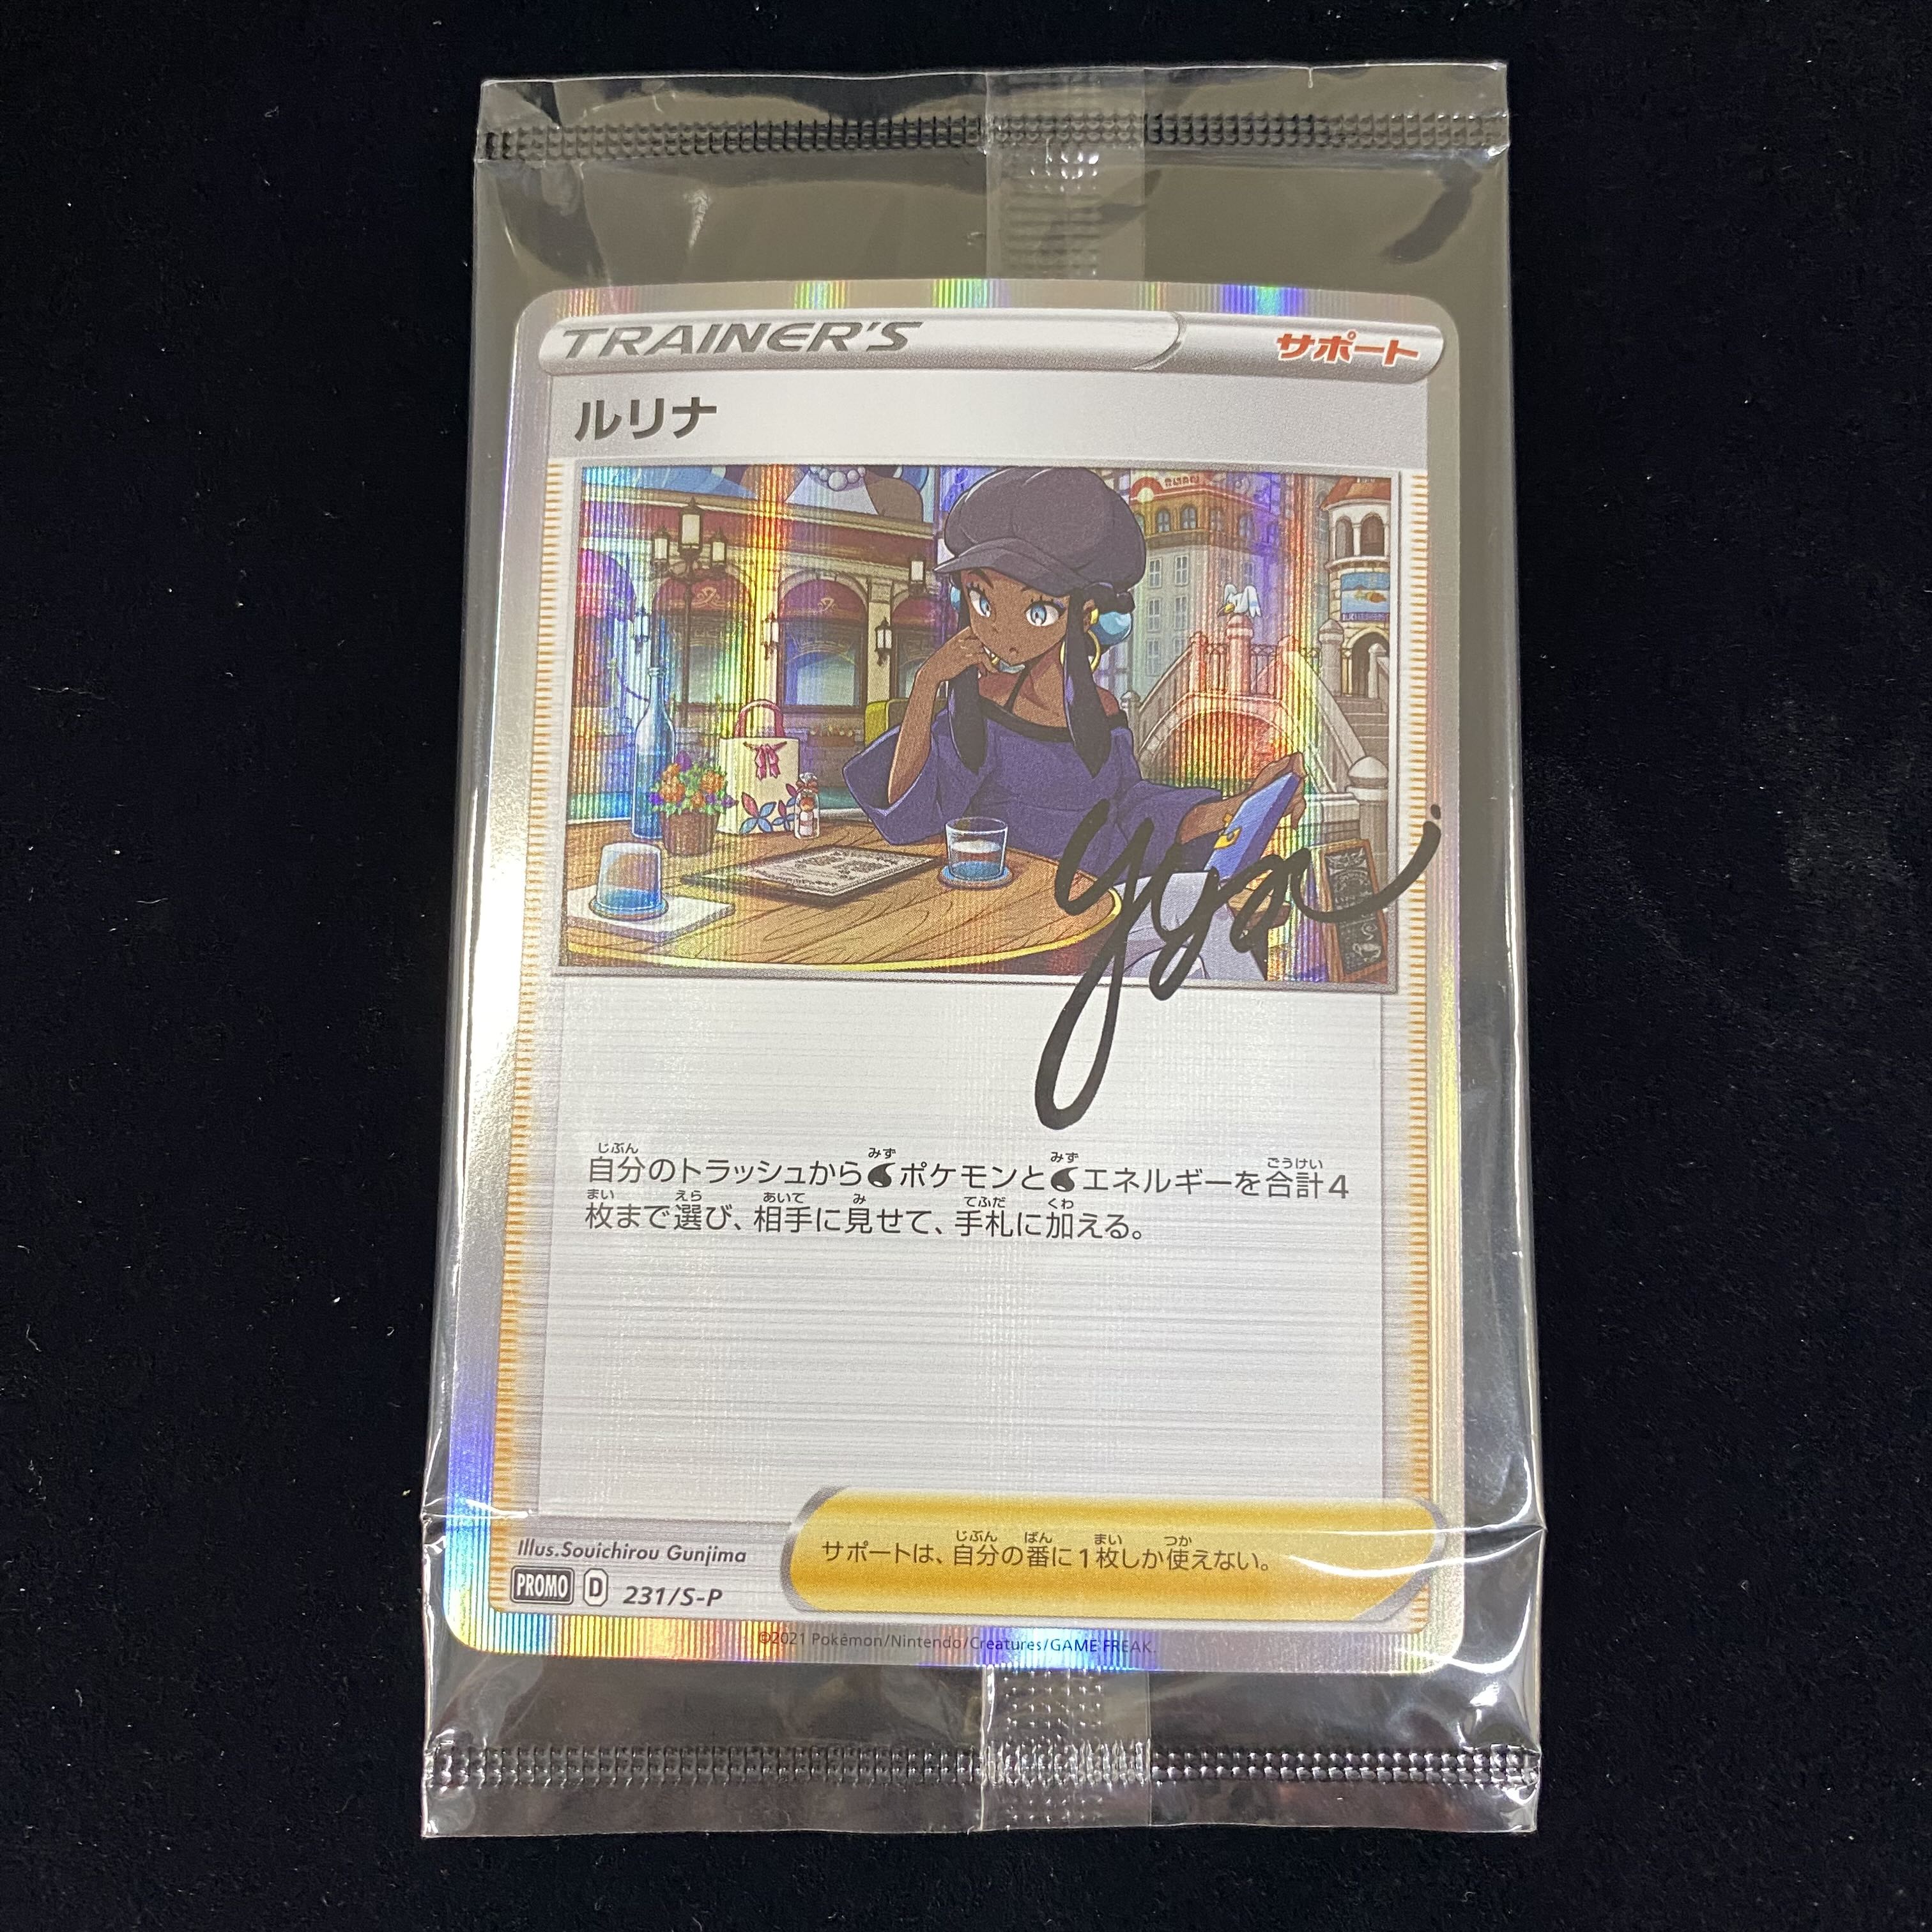 TRAINER'S サポート
ルリナ
自分のトラッシュからポケモンとエネルギーを合計4
枚まで選び、相手に見せて、手札に加える。
Illus.Souichirou Gunjima
サポートは、自分の番に1枚しか使えない。
PROMO D 231/S-P
©2021 Pokémon/Nintendo/Creatures/GAME FREAK.